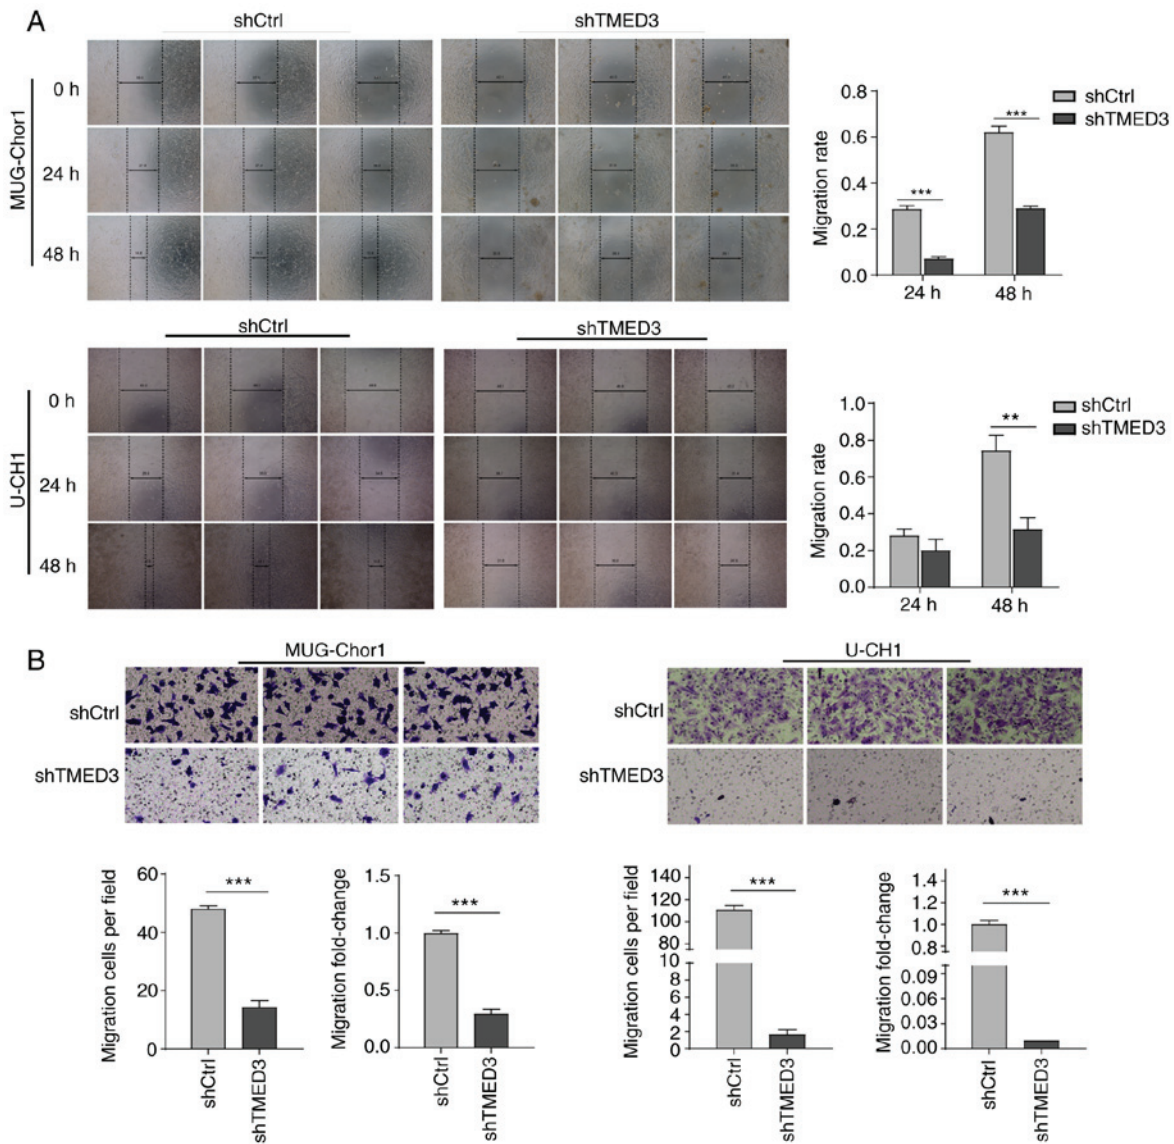 A
shCtrl
shTMED3
MUG-Chor1
0 h
24 h
48 h
Migration rate
0.8
0.6
0.4
0.2
0.0
***
***
24 h
48 h
shCtrl
shTMED3
shCtrl
shTMED3
U-CH1
0 h
24 h
48 h
Migration rate
1.0
0.8
0.6
0.4
0.2
0.0
**
24 h
48 h
shCtrl
shTMED3
B
MUG-Chor1
U-CH1
shCtrl
shTMED3
shCtrl
shTMED3
Migration cells per field
60
40
20
0
***
shCtrl
shTMED3
Migration fold-change
1.5
1.0
0.5
0.0
***
shCtrl
shTMED3
Migration cells per field
140
120
100
80
60
10
8
6
4
2
0
***
shCtrl
shTMED3
Migration fold-change
1.4
1.2
1.0
0.8
0.09
0.06
0.03
0.00
***
shCtrl
shTMED3